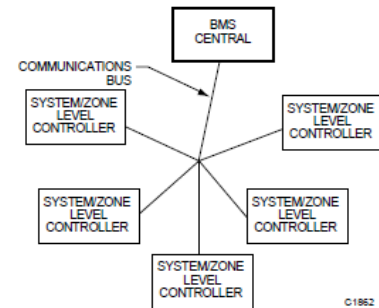 BMS
CENTRAL
COMMUNICATIONS
BUS
SYSTEM/ZONE
LEVEL
CONTROLLER
SYSTEM/ZONE
LEVEL
CONTROLLER
SYSTEM/ZONE
LEVEL
CONTROLLER
SYSTEM/ZONE
LEVEL
CONTROLLER
SYSTEM/ZONE
LEVEL
CONTROLLER
C1862